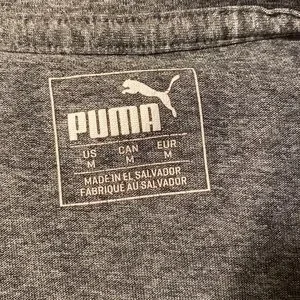 PUMA
US CAN EUR
M M M
MADE IN EL SALVADOR
FABRIQUÉ AU SALVADOR